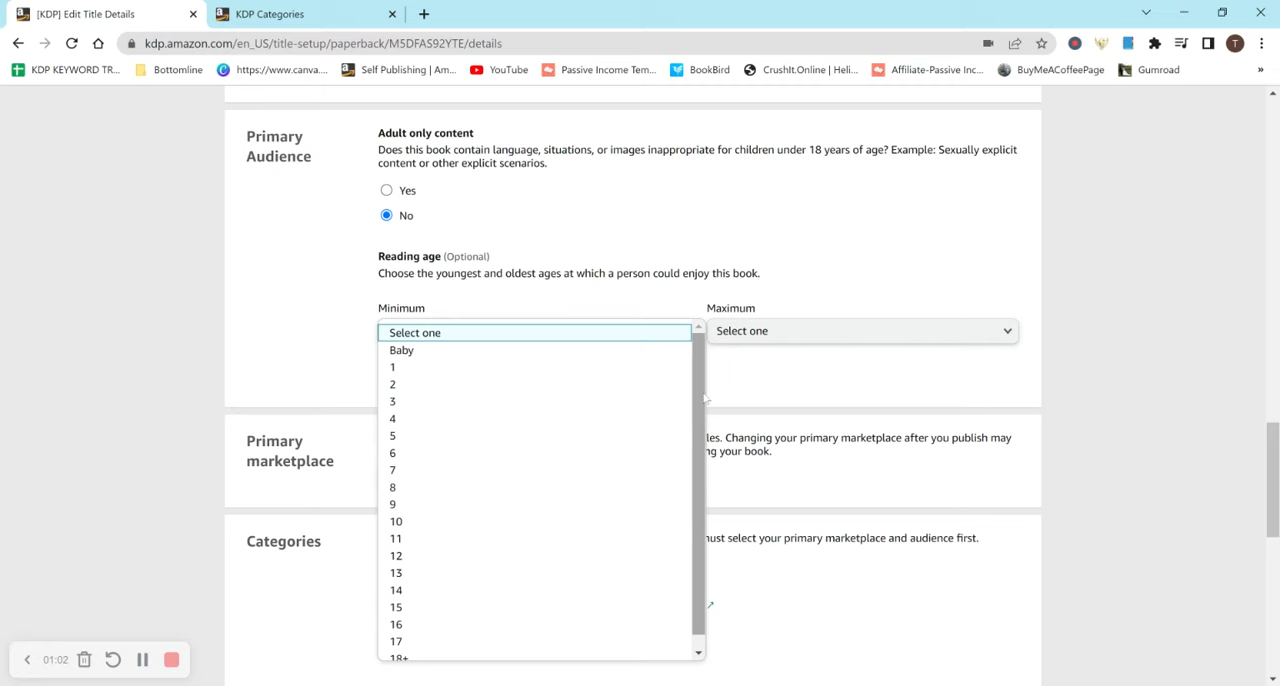 [KDP] Edit Title Details
KDP Categories
kdp.amazon.com/en_US/title-setup/paperback/M5DFAS92YTE/details
T
KDP KEYWORD TR...
Bottomline
https://www.canva....
Self Publishing | Am...
YouTube
Passive Income Tem...
BookBird
CrushIt.Online | Heli...
Affiliate-Passive Inc...
BuyMeACoffeePage
Gumroad
»
Primary
Audience
Adult only content
Does this book contain language, situations, or images inappropriate for children under 18 years of age? Example: Sexually explicit
content or other explicit scenarios.
Yes
No
Reading age (Optional)
Choose the youngest and oldest ages at which a person could enjoy this book.
Minimum
Maximum
Select one
Select one
Baby
1
2
3
4
5
6
7
8
9
10
11
12
13
14
15
16
17
18+
Primary
marketplace
les. Changing your primary marketplace after you publish may
ng your book.
Categories
must select your primary marketplace and audience first.
01:02